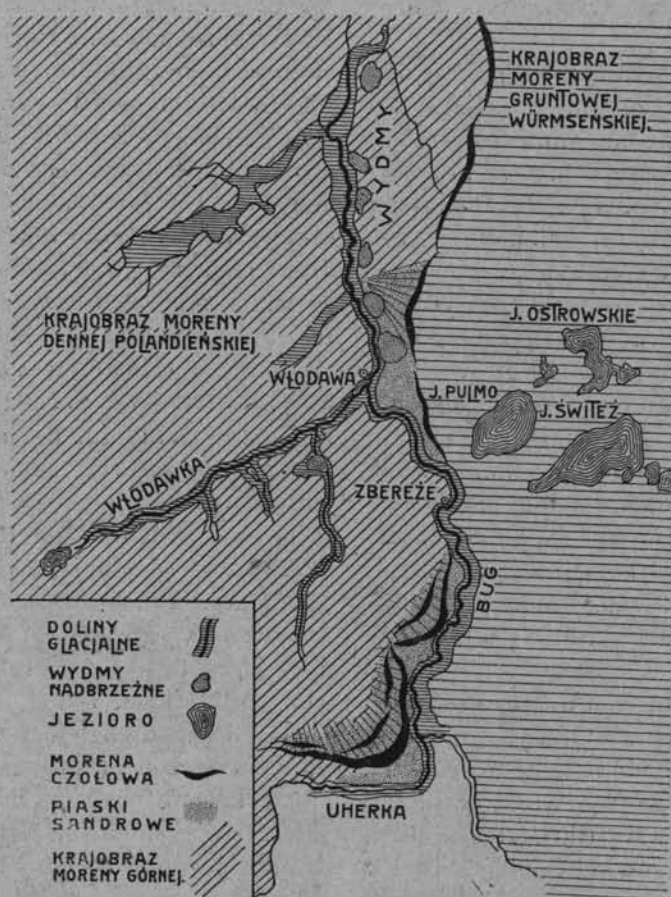 KRAJOBRAZ
MORENY
GRUNTOWEJ
WÜRMSEŃSKIEJ.
WYDMY
KRAJOBRAZ MORENY
DENNEJ POLANDIEŃSKIEJ
J. OSTROWSKIE
WŁODAWA
J. PULMO
J. ŚWITEŹ
WŁODAWKA
ZBEREŻE
BUG
DOLINY
GLACJALNE
WYDMY
NADBRZEŻNE
JEZIORO
MORENA
CZOŁOWA
PIASKI
SANDROWE
KRAJOBRAZ
MORENY GÓRNEJ.
UHERKA